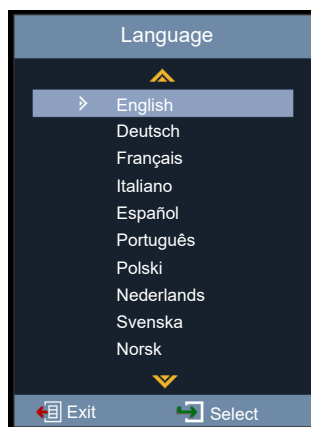 Language
English
Deutsch
Français
Italiano
Español
Português
Polski
Nederlands
Svenska
Norsk
Exit Select